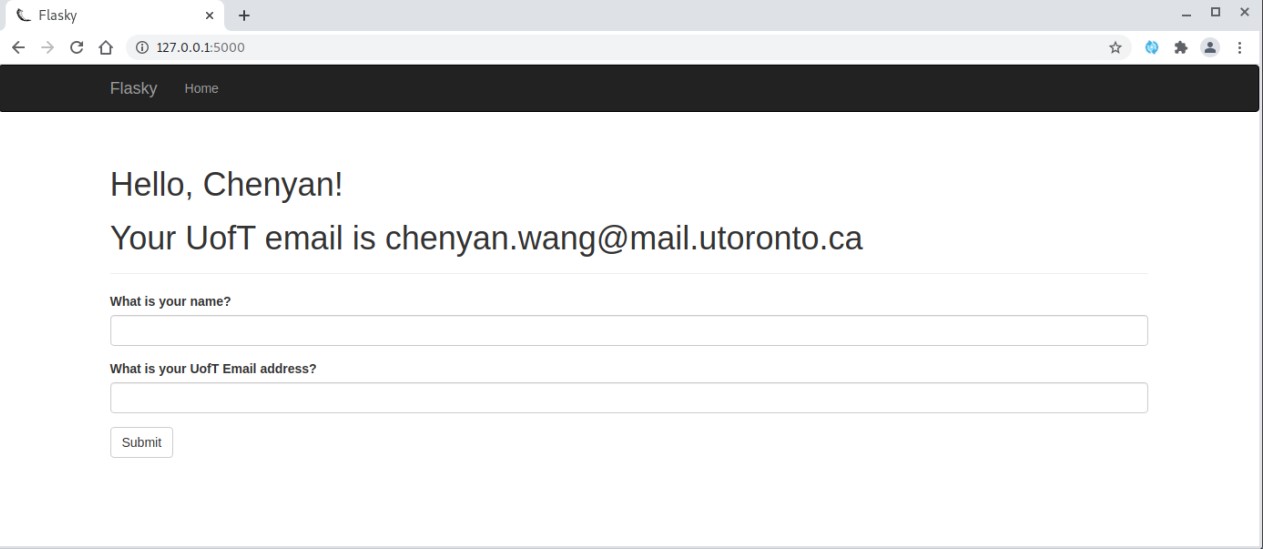 Flasky
127.0.0.1:5000
Flasky Home
Hello, Chenyan!
Your UofT email is chenyan.wang@mail.utoronto.ca
What is your name?
What is your UofT Email address?
Submit